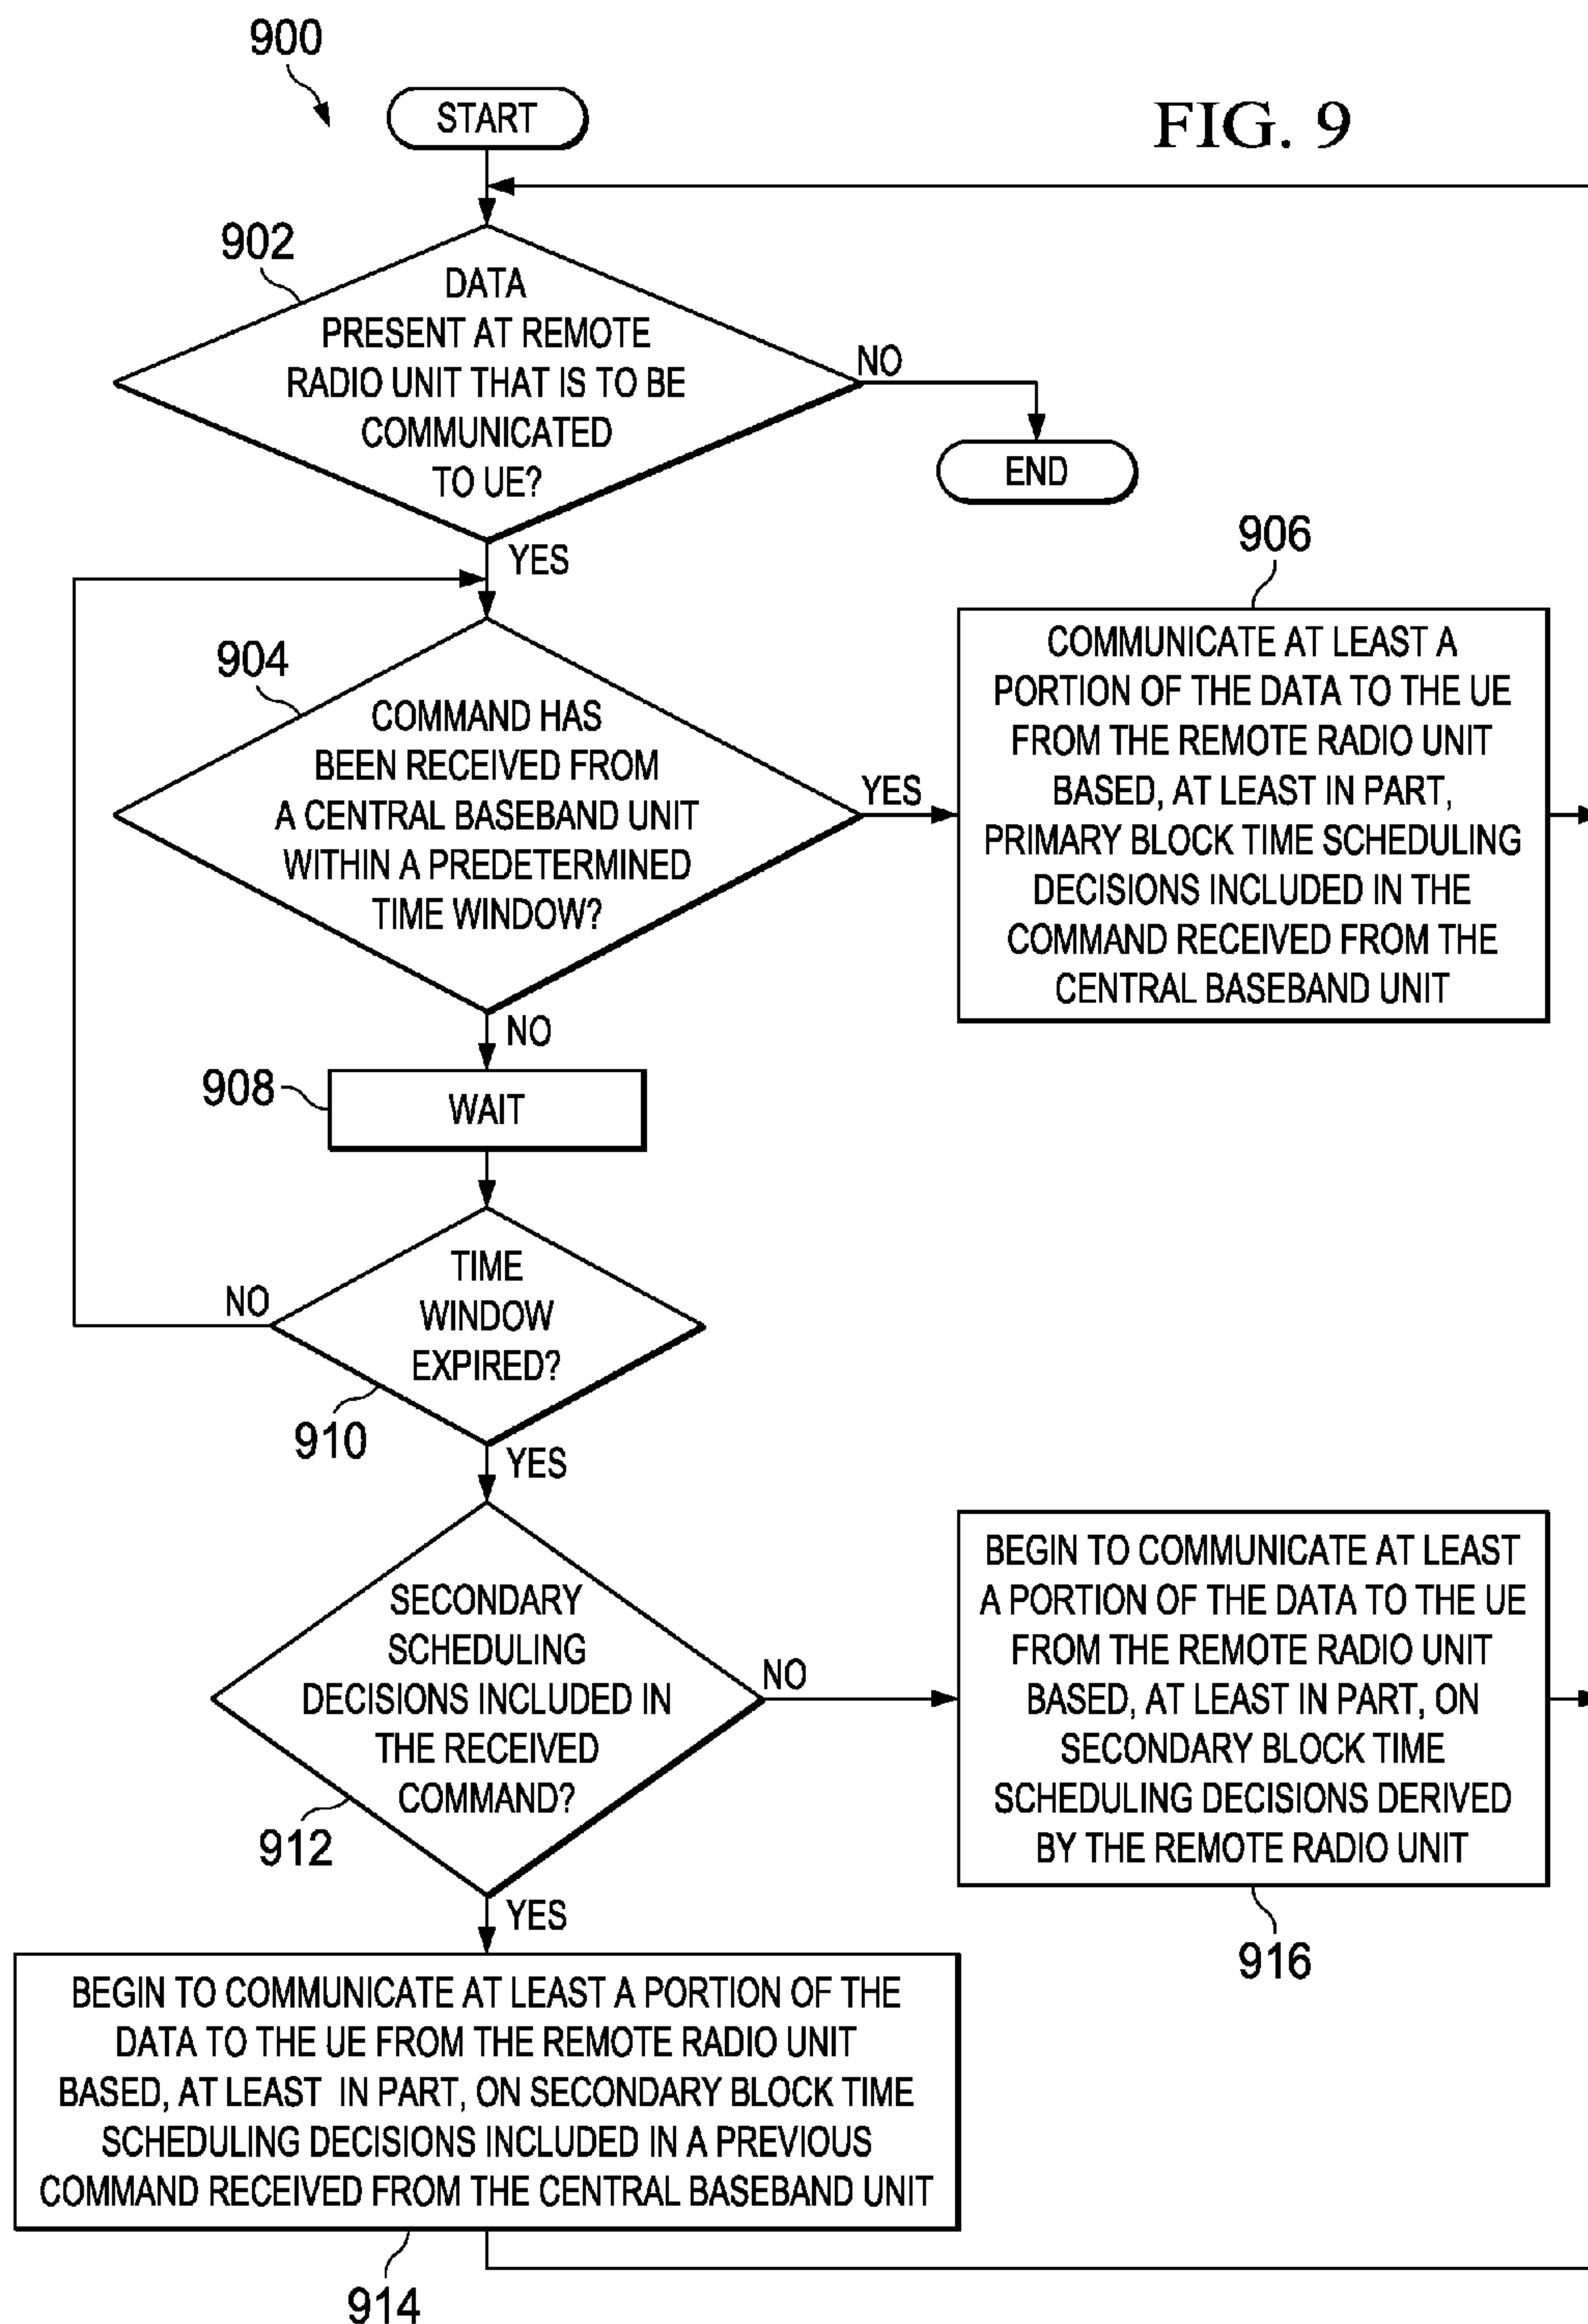 900
START
FIG. 9
902
DATA
PRESENT AT REMOTE
RADIO UNIT THAT IS TO BE
COMMUNICATED
TO UE?
NO
END
YES
904
COMMAND HAS
BEEN RECEIVED FROM
A CENTRAL BASEBAND UNIT
WITHIN A PREDETERMINED
TIME WINDOW?
YES
906
COMMUNICATE AT LEAST A
PORTION OF THE DATA TO THE UE
FROM THE REMOTE RADIO UNIT
BASED, AT LEAST IN PART,
PRIMARY BLOCK TIME SCHEDULING
DECISIONS INCLUDED IN THE
COMMAND RECEIVED FROM THE
CENTRAL BASEBAND UNIT
NO
908
WAIT
TIME
WINDOW
EXPIRED?
NO
910
YES
SECONDARY
SCHEDULING
DECISIONS INCLUDED IN
THE RECEIVED
COMMAND?
NO
912
BEGIN TO COMMUNICATE AT LEAST
A PORTION OF THE DATA TO THE UE
FROM THE REMOTE RADIO UNIT
BASED, AT LEAST IN PART, ON
SECONDARY BLOCK TIME
SCHEDULING DECISIONS DERIVED
BY THE REMOTE RADIO UNIT
916
YES
BEGIN TO COMMUNICATE AT LEAST A PORTION OF THE
DATA TO THE UE FROM THE REMOTE RADIO UNIT
BASED, AT LEAST IN PART, ON SECONDARY BLOCK TIME
SCHEDULING DECISIONS INCLUDED IN A PREVIOUS
COMMAND RECEIVED FROM THE CENTRAL BASEBAND UNIT
914